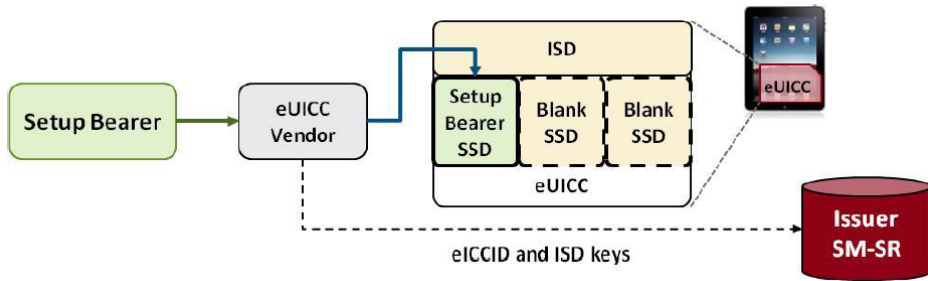 Setup Bearer
eUICC
Vendor
ISD
Setup
Bearer
SSD
Blank
SSD
Blank
SSD
eUICC
eUICC
eICCID and ISD keys
Issuer
SM-SR